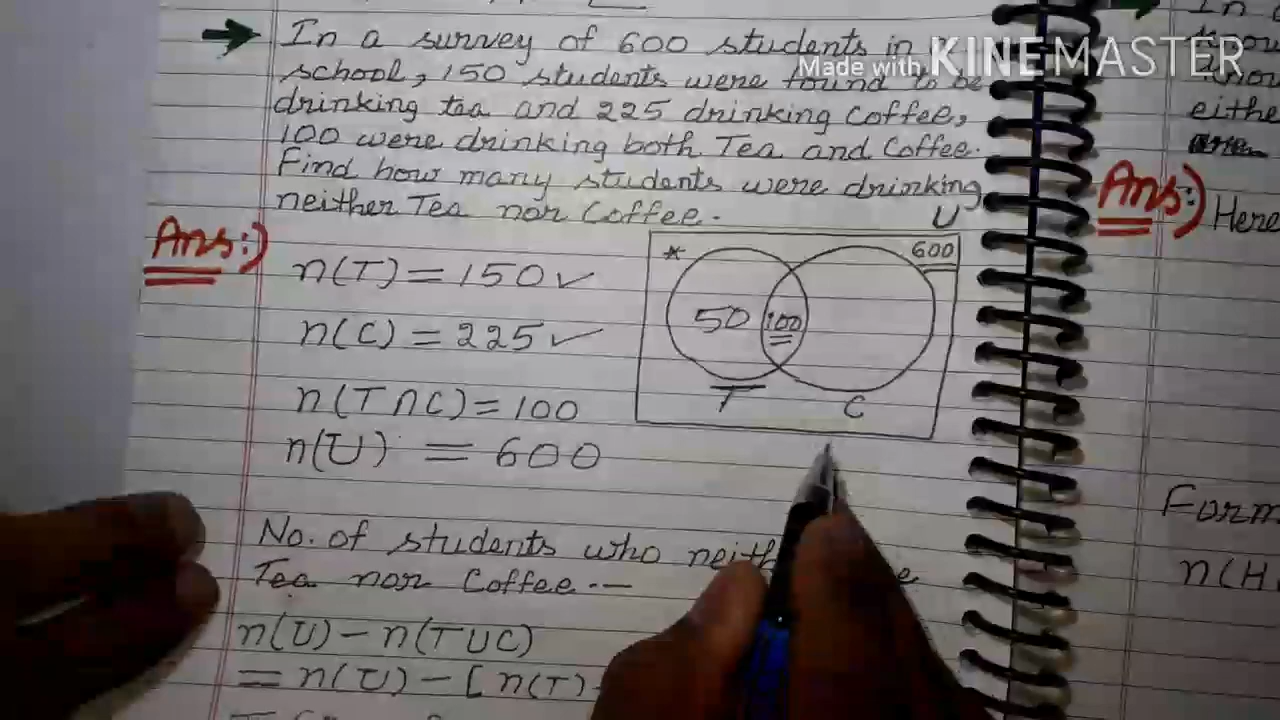 In a survey of 600 students in a
Made with KINEMASTER
school, 150 students were found to be
drinking tea and 225 drinking coffee,
100 were drinking both Tea and Coffee.
Find how many students were drinking
neither Tea nor Coffee.
Ans:)
n(T) = 150 ✓
n(C) = 225 ✓
n(T∩C) = 100
n(U) = 600
U
600
50
100
T
C
No. of students who
Tea nor Coffee :—
n(U) – n(TUC)
= n(U) – [n(T)
In
eithe
Ans:) Here
Form
n(H